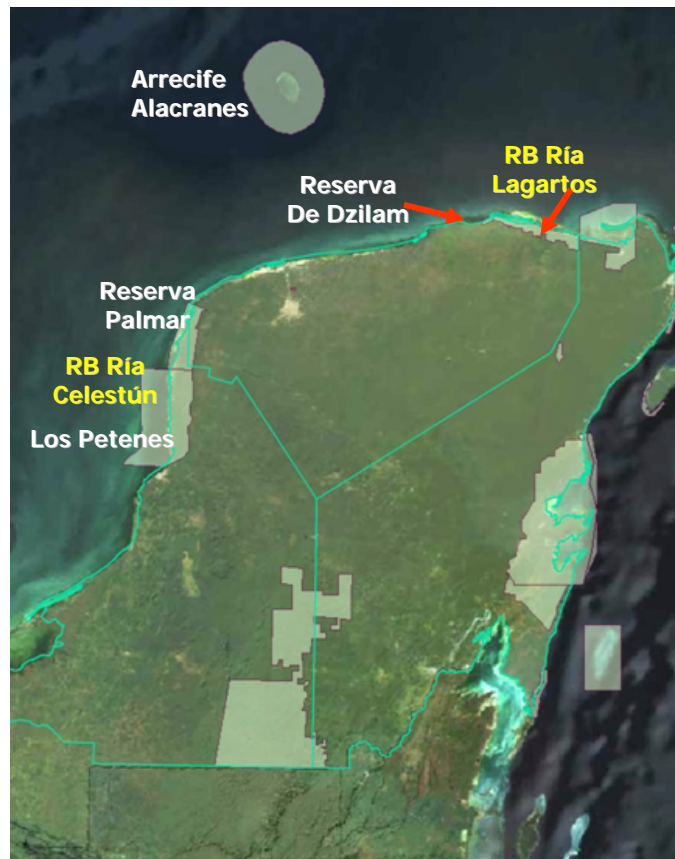 Arrecife
Alacranes
RB Ría
Lagartos
Reserva
De Dzilam
Reserva
Palmar
RB Ría
Celestún
Los Petenes